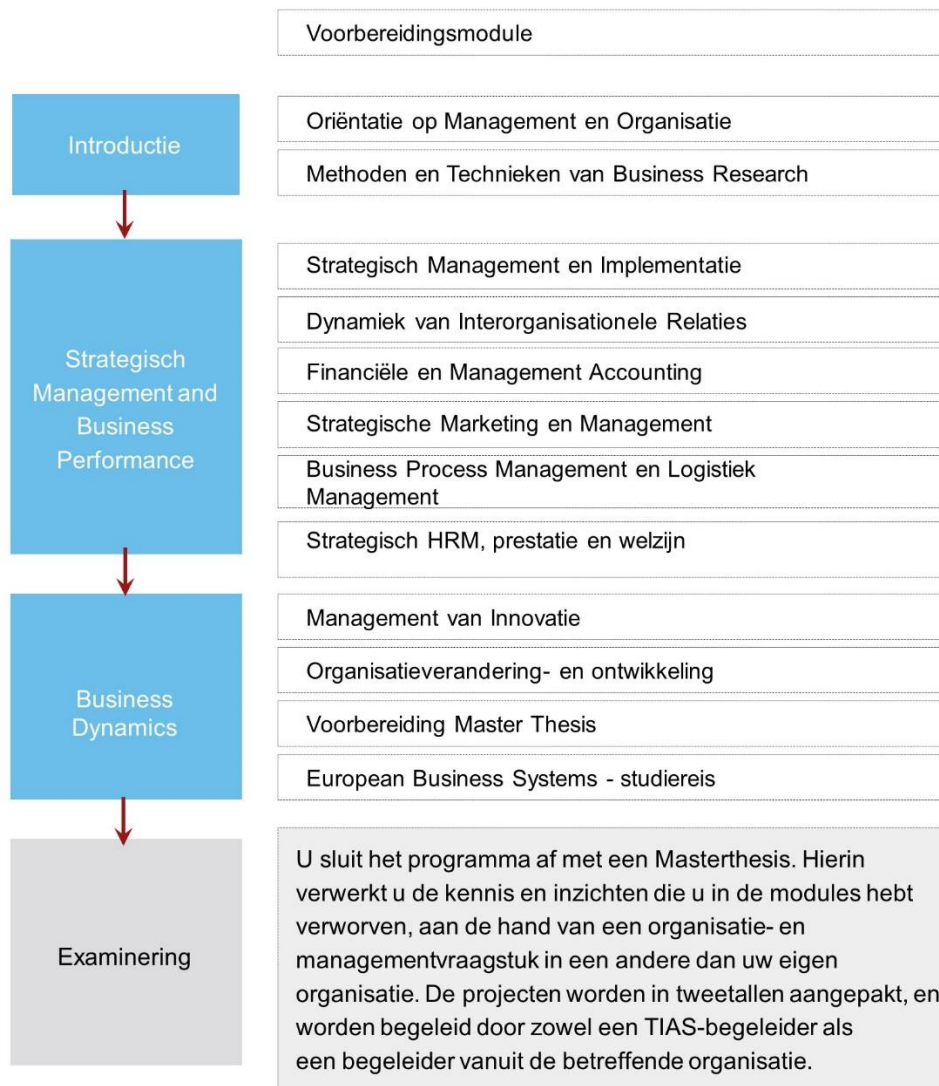 Voorbereidingsmodule
Introductie
Oriëntatie op Management en Organisatie
Methoden en Technieken van Business Research
Strategisch
Management and
Business
Performance
Strategisch Management en Implementatie
Dynamiek van Interorganisationele Relaties
Financiële en Management Accounting
Strategische Marketing en Management
Business Process Management en Logistiek
Management
Strategisch HRM, prestatie en welzijn
Business
Dynamics
Management van Innovatie
Organisatieverandering- en ontwikkeling
Voorbereiding Master Thesis
European Business Systems - studiereis
Examinering
U sluit het programma af met een Masterthesis. Hierin
verwerkt u de kennis en inzichten die u in de modules hebt
verworven, aan de hand van een organisatie- en
managementvraagstuk in een andere dan uw eigen
organisatie. De projecten worden in tweetallen aangepakt, en
worden begeleid door zowel een TIAS-begeleider als
een begeleider vanuit de betreffende organisatie.